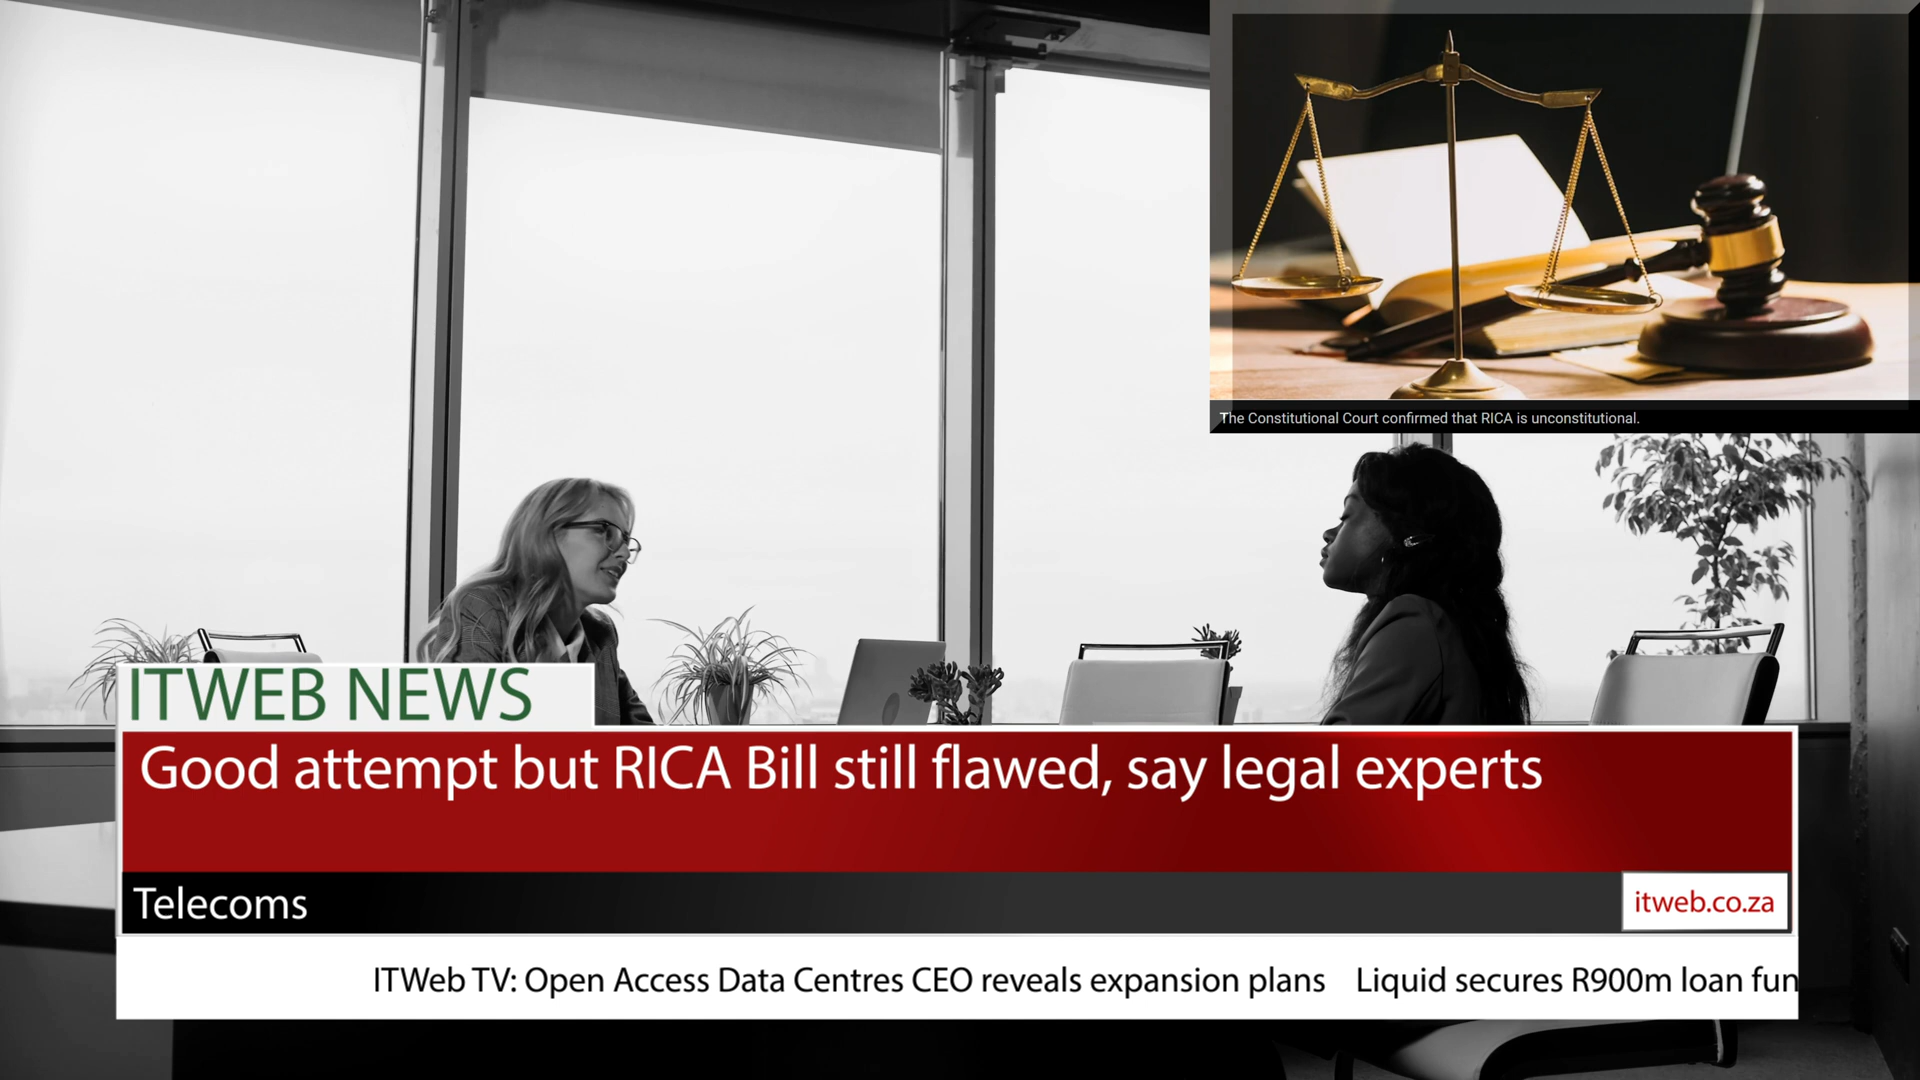 The Constitutional Court confirmed that RICA is unconstitutional.
ITWEB NEWS
Good attempt but RICA Bill still flawed, say legal experts
Telecoms
itweb.co.za
ITWeb TV: Open Access Data Centres CEO reveals expansion plans Liquid secures R900m loan fun